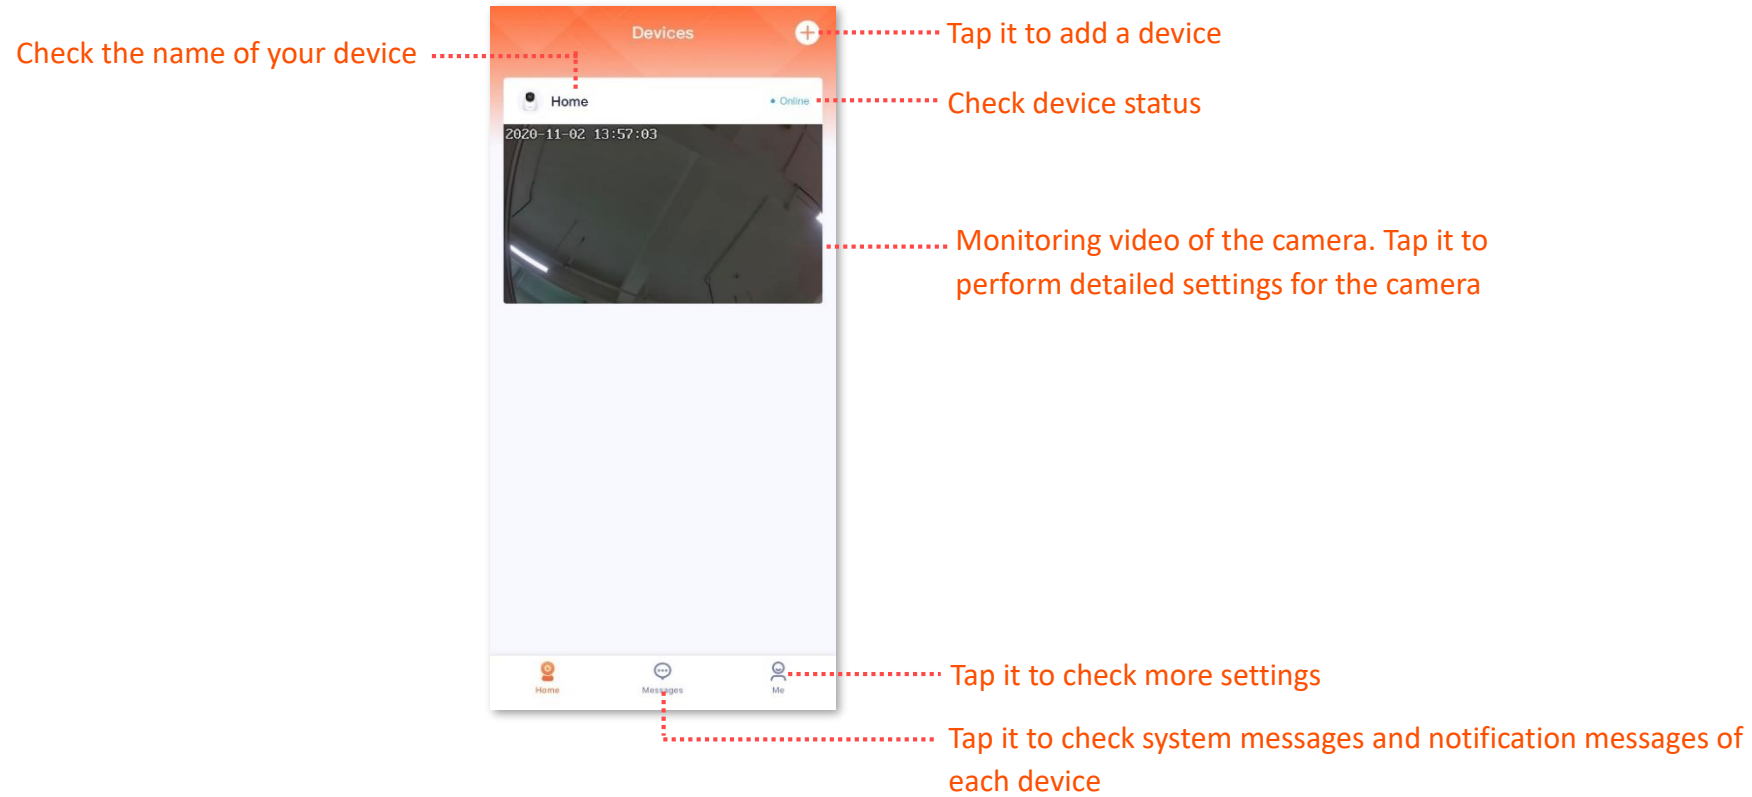 Devices
Tap it to add a device
Check the name of your device
Home
Online
Check device status
2020-11-02 13:57:03
Monitoring video of the camera. Tap it to
perform detailed settings for the camera
Home
Messages
Me
Tap it to check more settings
Tap it to check system messages and notification messages of
each device